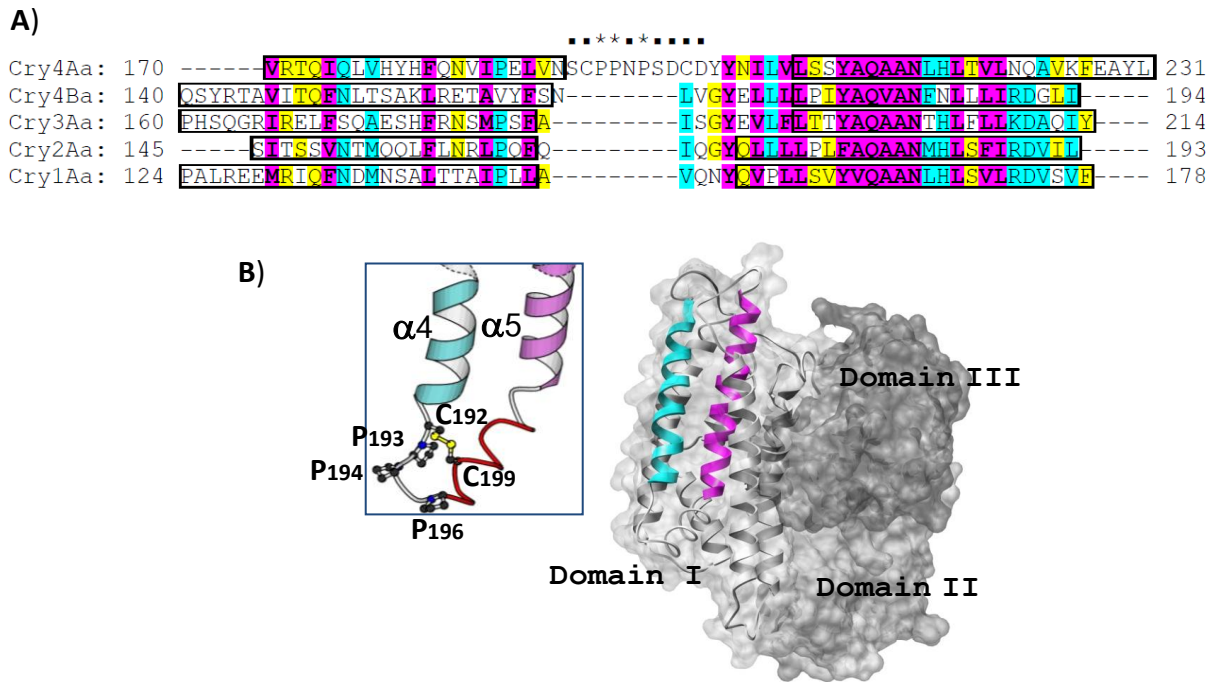 A)
▪▪**▪*▪▪▪▪
Cry4Aa: 170 ------VRTQIQLVHYHFQNVIPELVNSCPPNPSDCDYYNILVLSSYAQAANLHLTVLNQAVKFEAYL 231
Cry4Ba: 140 QSYRTAVITQFNLTSAKLRETAVYFSN--------LVGYELLLLPIYAQVANFNLLLIRDGLI----- 194
Cry3Aa: 160 PHSQGRIRELFSQAESHFRNSMPSFA---------ISGYEVLFLTTYAQAANTHLFLLKDAQIY---- 214
Cry2Aa: 145 -----SITSSVNTMQQLFLNRLPQFQ---------IQGYQLLLLPLFAQAANMHLSFIRDVIL----- 193
Cry1Aa: 124 PALREEMRIQFNDMNSALTTAIPLLA---------VQNYQVPLLSVYVQAANLHLSVLRDVSVF---- 178
B)
α4 α5
C192
P193
P194
C199
P196
Domain III
Domain I
Domain II